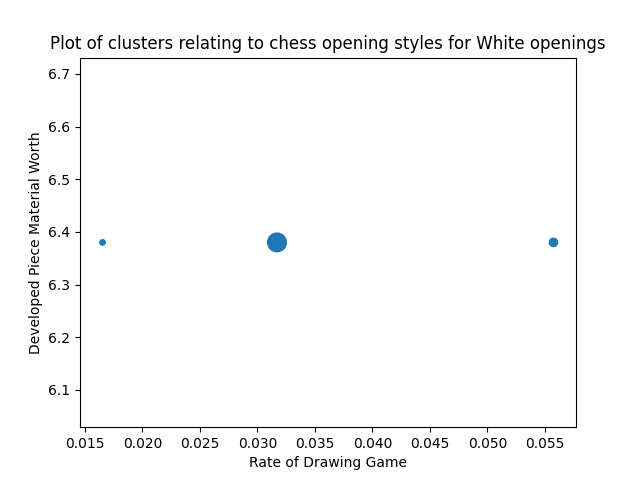 Plot of clusters relating to chess opening styles for White openings
6.7
6.6
6.5
6.4
6.3
6.2
6.1
Developed Piece Material Worth
0.015 0.020 0.025 0.030 0.035 0.040 0.045 0.050 0.055
Rate of Drawing Game